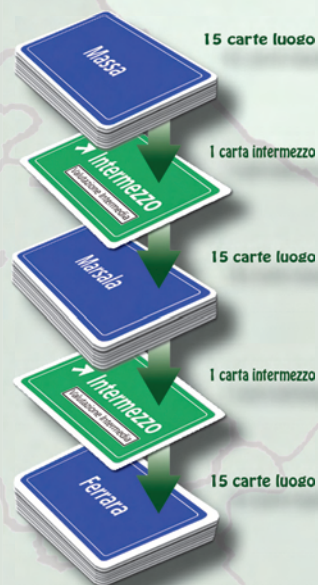 15 carte luogo
Massa
1 carta intermezzo
Intermezzo
Valutazione Intermedia
15 carte luogo
Marsala
1 carta intermezzo
Intermezzo
Valutazione Intermedia
15 carte luogo
Ferrara